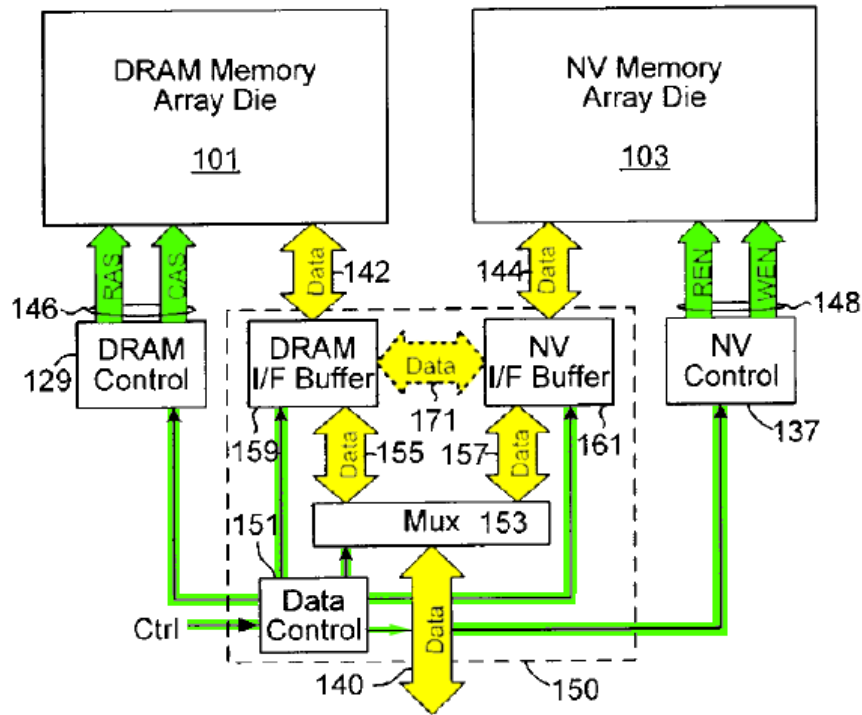 DRAM Memory
Array Die
101
NV Memory
Array Die
103
RAS
CAS
Data
142
144
Data
REN
WEN
146
148
DRAM
Control
129
DRAM
I/F Buffer
Data
171
NV
I/F Buffer
NV
Control
159
155
Data
157
Data
161
137
151
Mux 153
Data
Control
Ctrl
Data
140
150